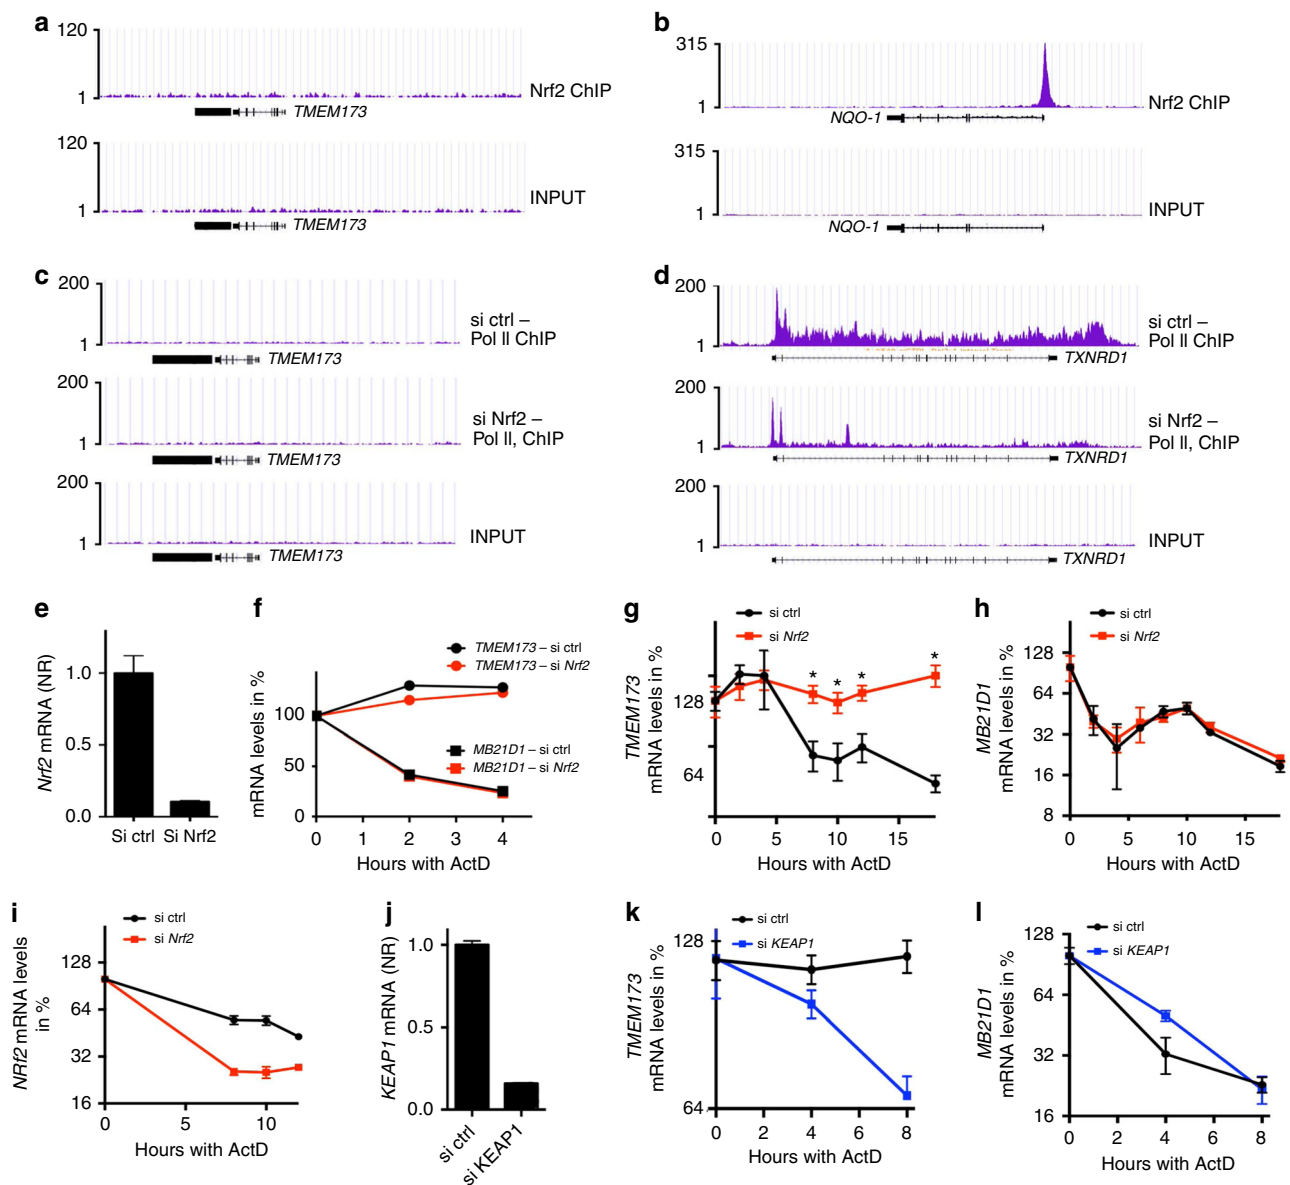 a
120
1
Nrf2 ChIP
TMEM173
120
1
INPUT
TMEM173
b
315
1
Nrf2 ChIP
NQO-1
315
1
INPUT
NQO-1
c
200
1
si ctrl –
Pol II ChIP
TMEM173
200
1
si Nrf2 –
Pol II, ChIP
TMEM173
200
1
INPUT
TMEM173
d
200
1
si ctrl –
Pol II ChIP
TXNRD1
200
1
si Nrf2 –
Pol II, ChIP
TXNRD1
200
1
INPUT
TXNRD1
e
Nrf2 mRNA (NR)
1.0
0.5
0.0
Si ctrl Si Nrf2
f
mRNA levels in %
TMEM173 – si ctrl
TMEM173 – si Nrf2
MB21D1 – si ctrl
MB21D1 – si Nrf2
100
50
0
0 1 2 3 4
Hours with ActD
g
si ctrl
si Nrf2
TMEM173
mRNA levels in %
128
64
* * * *
0 5 10 15
Hours with ActD
h
si ctrl
si Nrf2
MB21D1
mRNA levels in %
128
64
32
16
8
0 5 10 15
Hours with ActD
i
si ctrl
si Nrf2
NRf2 mRNA levels
in %
128
64
32
16
0 5 10
Hours with ActD
j
KEAP1 mRNA (NR)
1.0
0.5
0.0
si ctrl
si KEAP1
k
si ctrl
si KEAP1
TMEM173
mRNA levels in %
128
64
0 2 4 6 8
Hours with ActD
l
si ctrl
si KEAP1
MB21D1
mRNA levels in %
128
64
32
16
0 2 4 6 8
Hours with ActD